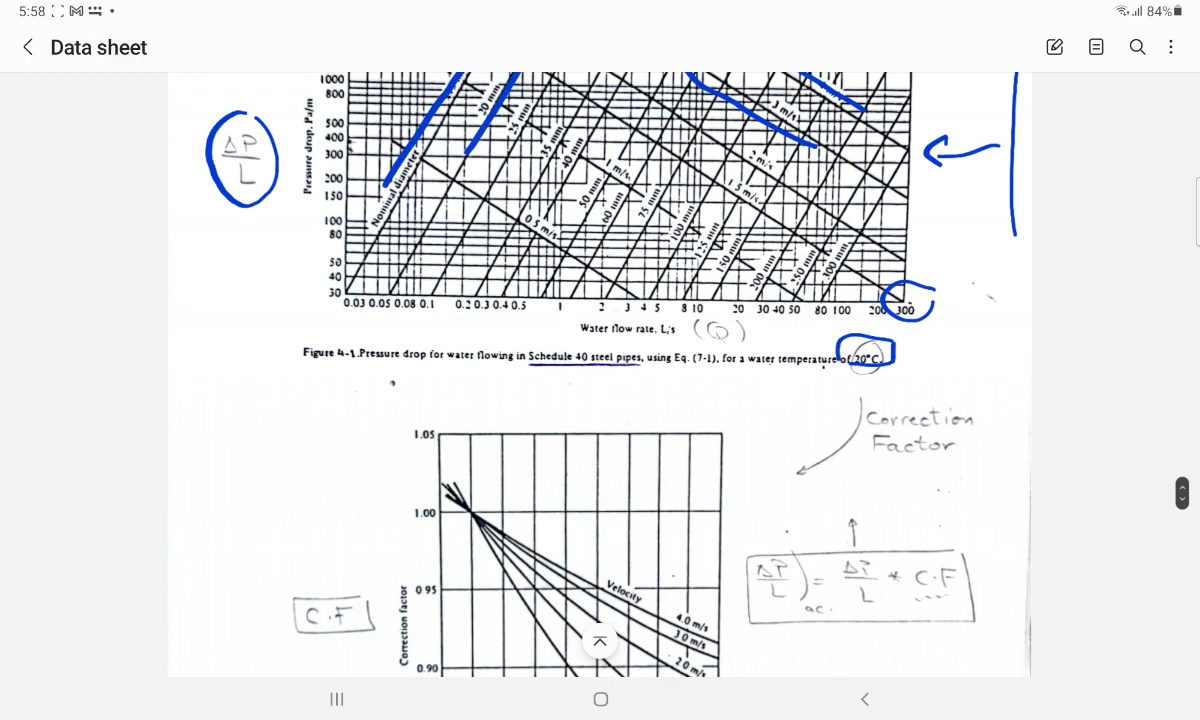 5:58
84%
Data sheet
1000
800
500
400
300
200
150
100
80
50
40
30
Pressure drop. Pa/m
ΔP
L
Nominal diameter
20 mm
25 mm
35 mm
40 mm
50 mm
60 mm
75 mm
100 mm
125 mm
150 mm
200 mm
250 mm
300 mm
0.5 m/s
1 m/s
1.5 m/s
2 m/s
3 m/s
0.03 0.05 0.08 0.1 0.2 0.3 0.4 0.5 1 2 3 4 5 8 10 20 30 40 50 80 100 200 300
Water flow rate. L/s (Q)
Figure 4-1.Pressure drop for water flowing in Schedule 40 steel pipes, using Eq. (7-1), for a water temperature of 20°C.
Correction
Factor
1.05
1.00
0.95
0.90
Correction factor
Velocity
4.0 m/s
3.0 m/s
2.0 m/s
C.F
ΔP/L)ac. = ΔP/L * C.F